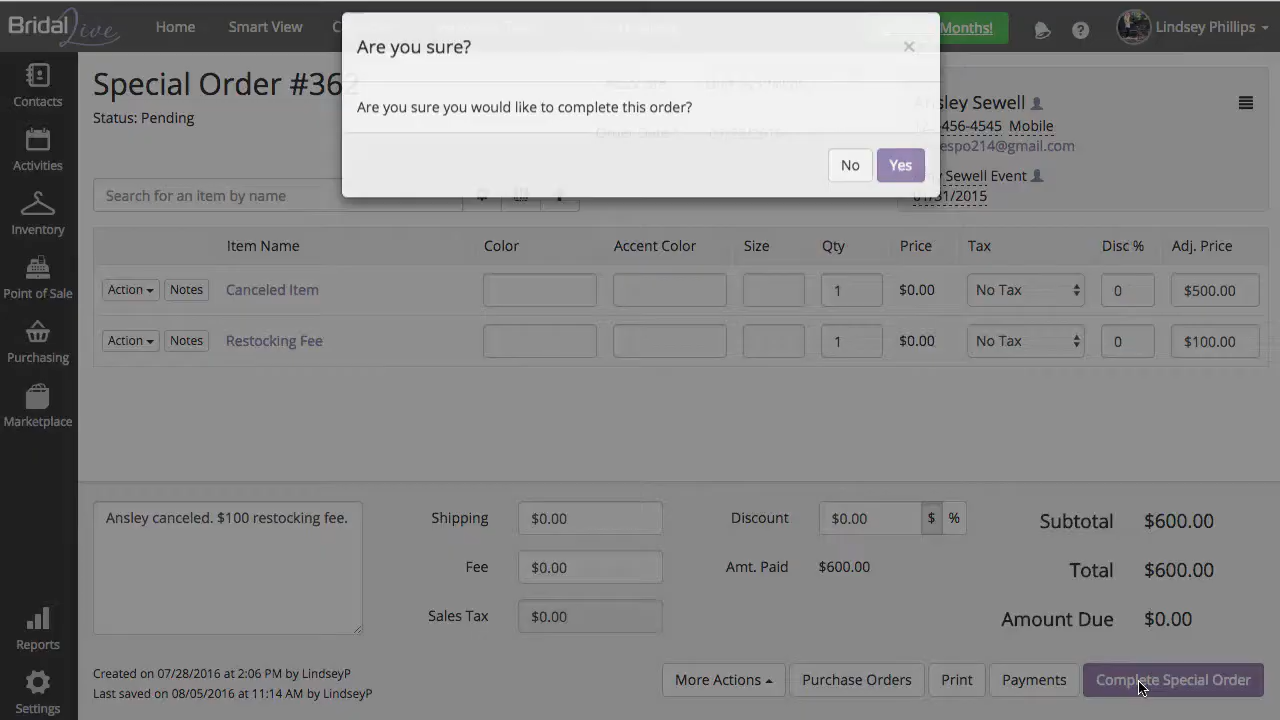 BridalLive
Home
Smart View
Months!
Lindsey Phillips
Contacts
Activities
Inventory
Point of Sale
Purchasing
Marketplace
Reports
Settings
Are you sure?
×
Are you sure you would like to complete this order?
No
Yes
Special Order #362
Status: Pending
Sewell
456-4545 Mobile
@gmail.com
Sewell Event
01/31/2015
Search for an item by name
Item Name Color Accent Color Size Qty Price Tax Disc % Adj. Price
Action Notes Canceled Item 1 $0.00 No Tax 0 $500.00
Action Notes Restocking Fee 1 $0.00 No Tax 0 $100.00
Ansley canceled. $100 restocking fee.
Shipping $0.00
Fee $0.00
Sales Tax $0.00
Discount $0.00 $ %
Amt. Paid $600.00
Subtotal $600.00
Total $600.00
Amount Due $0.00
Created on 07/28/2016 at 2:06 PM by LindseyP
Last saved on 08/05/2016 at 11:14 AM by LindseyP
More Actions
Purchase Orders
Print
Payments
Complete Special Order